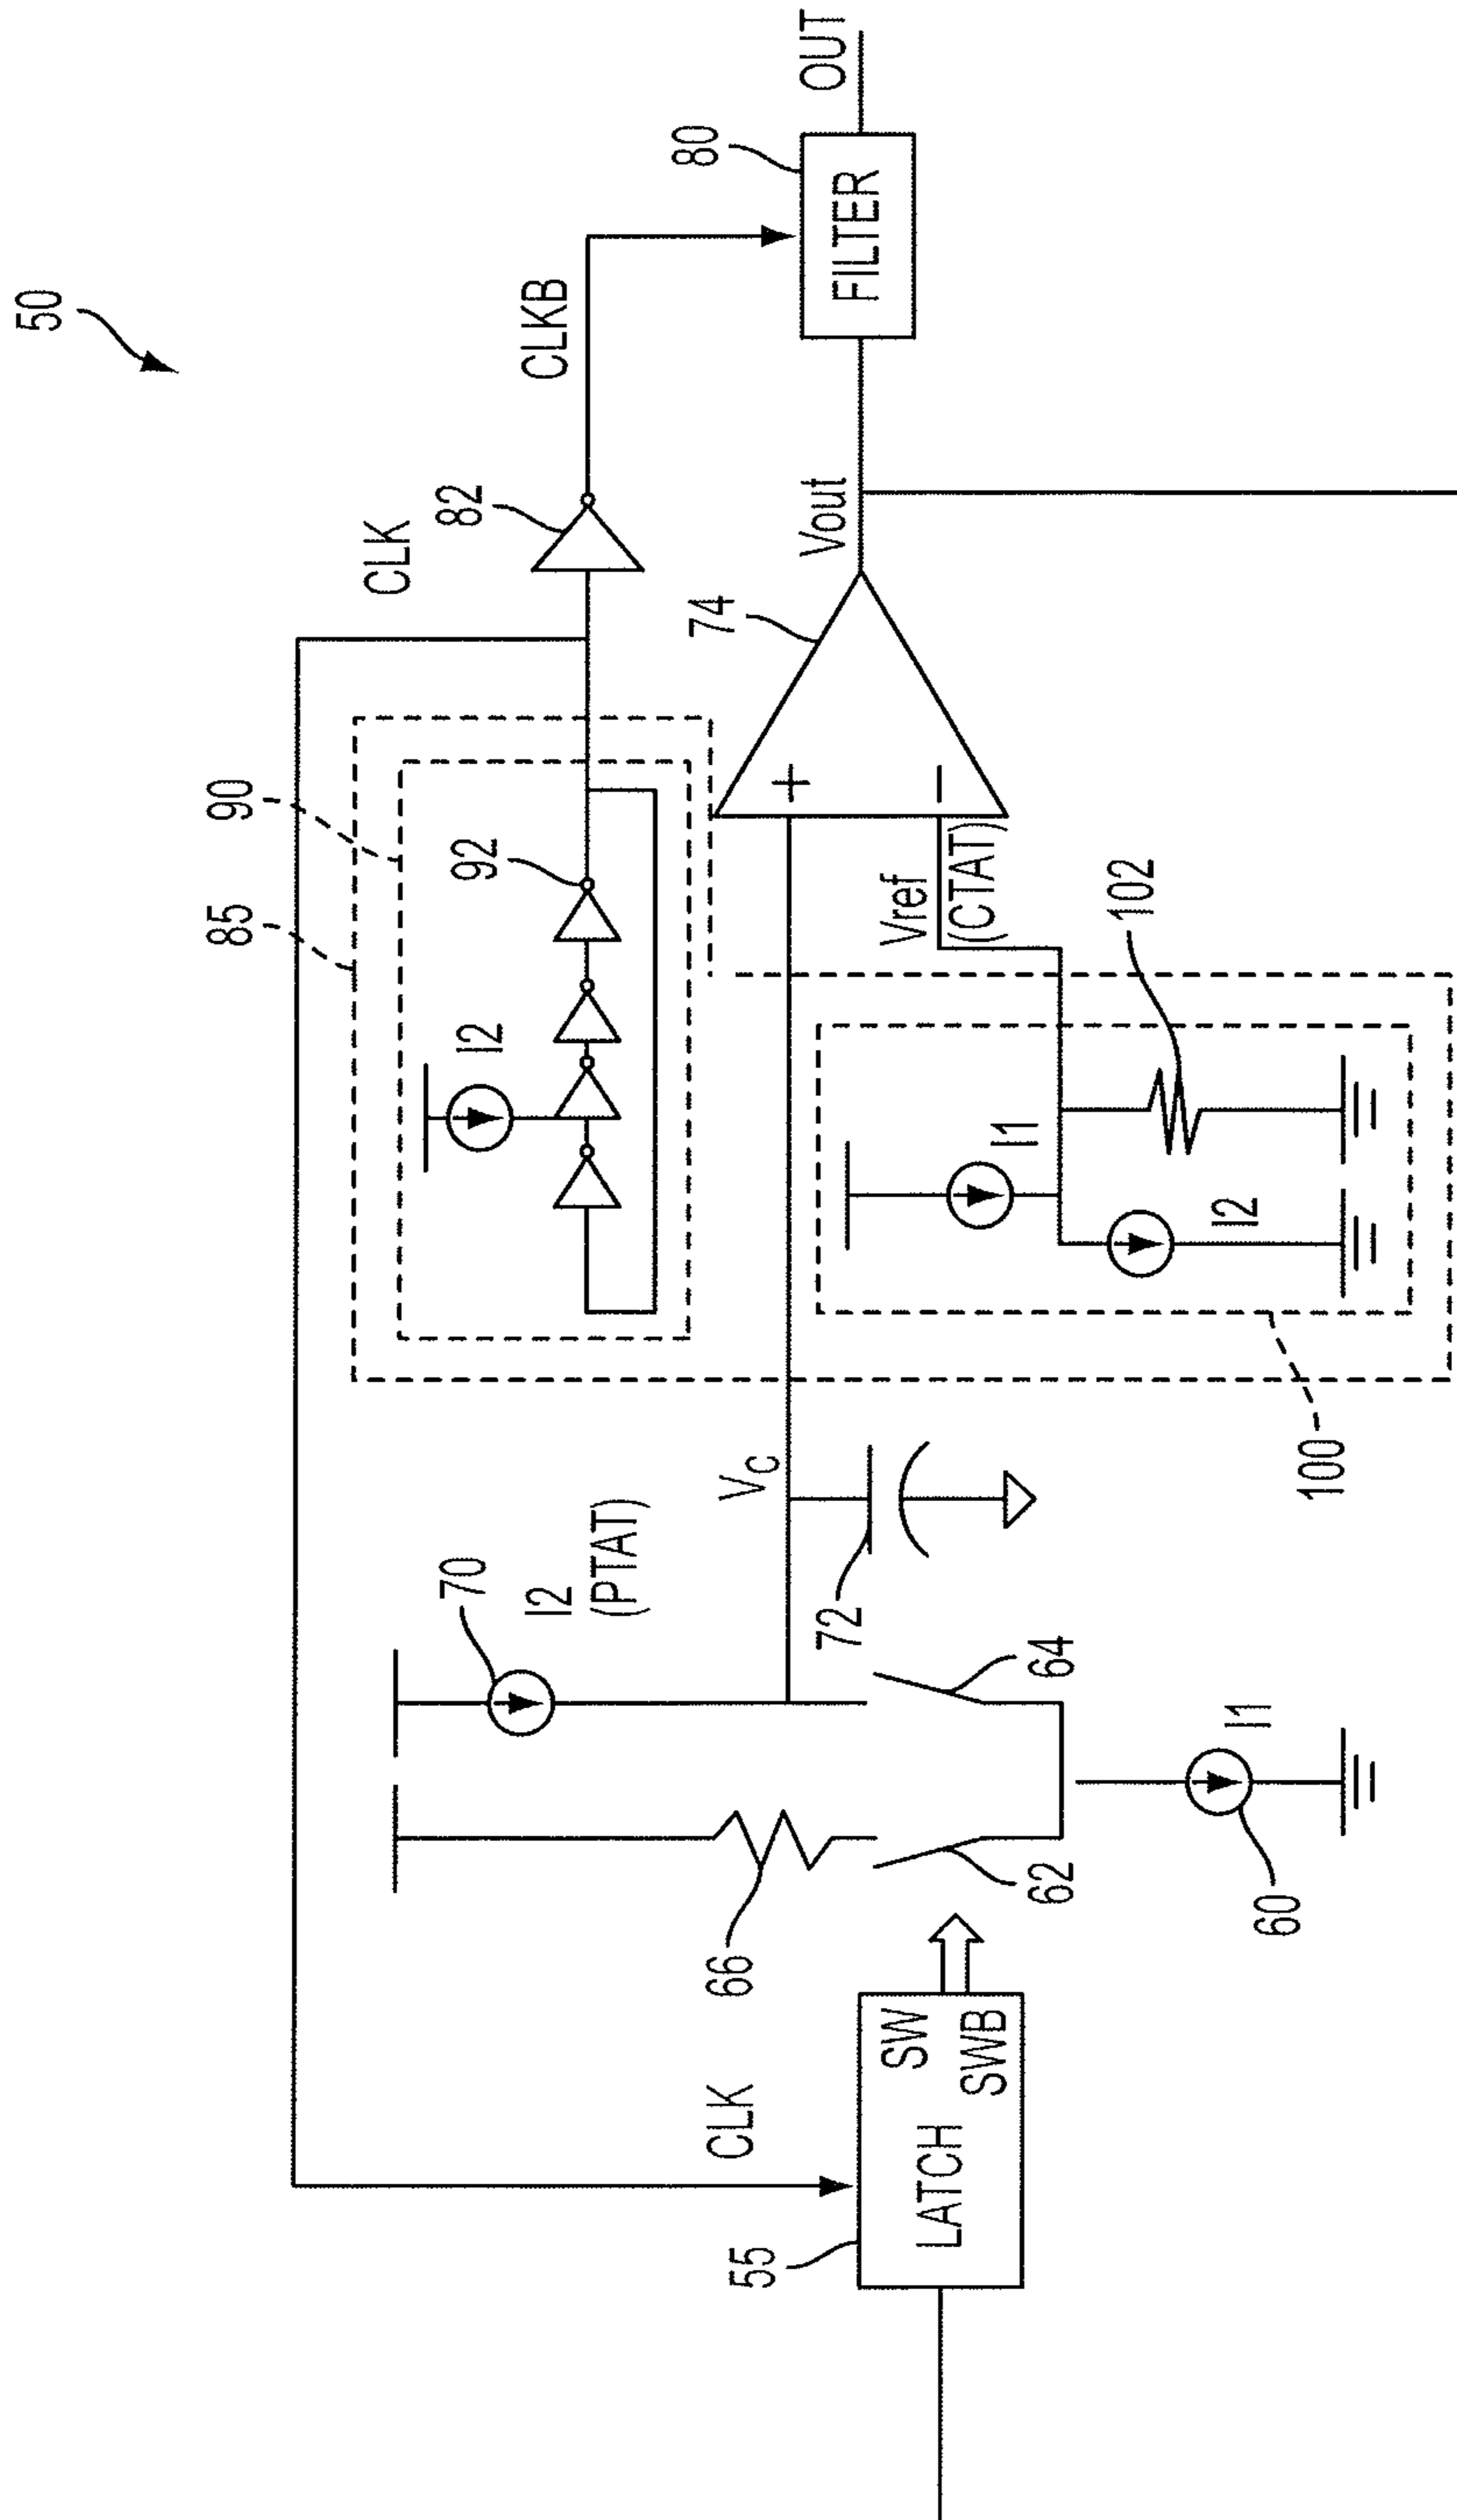 50
CLK
CLKB
82
85
90
92
I2
80
FILTER
OUT
Vout
74
+
−
Vref
(CTAT)
102
I1
I2
100
VC
72
70
I2
(PTAT)
66
64
62
I1
60
CLK
55
LATCH
SW
SWB